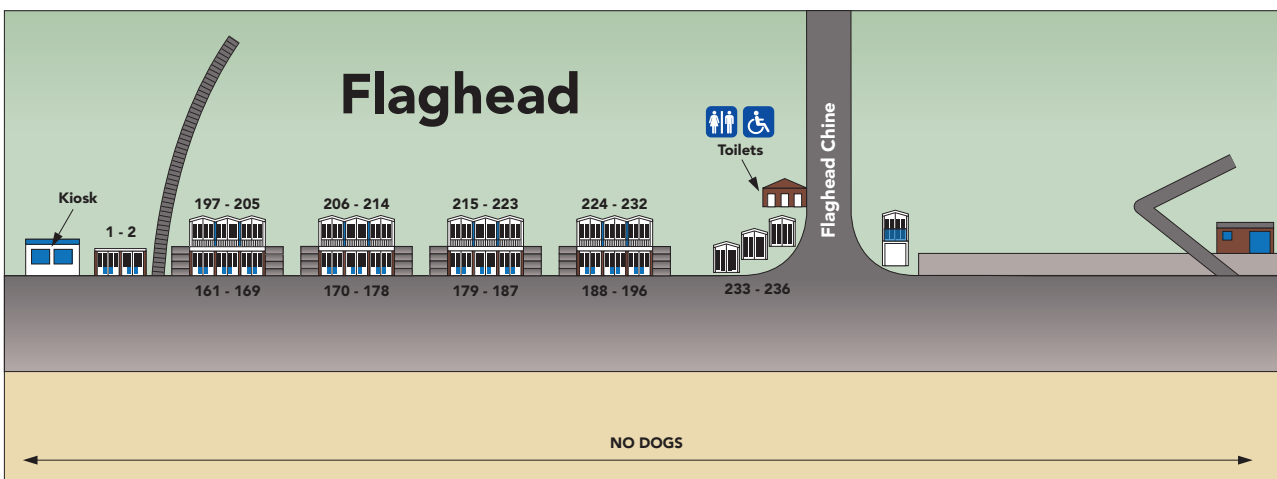 Flaghead
Toilets
Flaghead Chine
Kiosk
1 - 2
197 - 205
206 - 214
215 - 223
224 - 232
161 - 169
170 - 178
179 - 187
188 - 196
233 - 236
NO DOGS